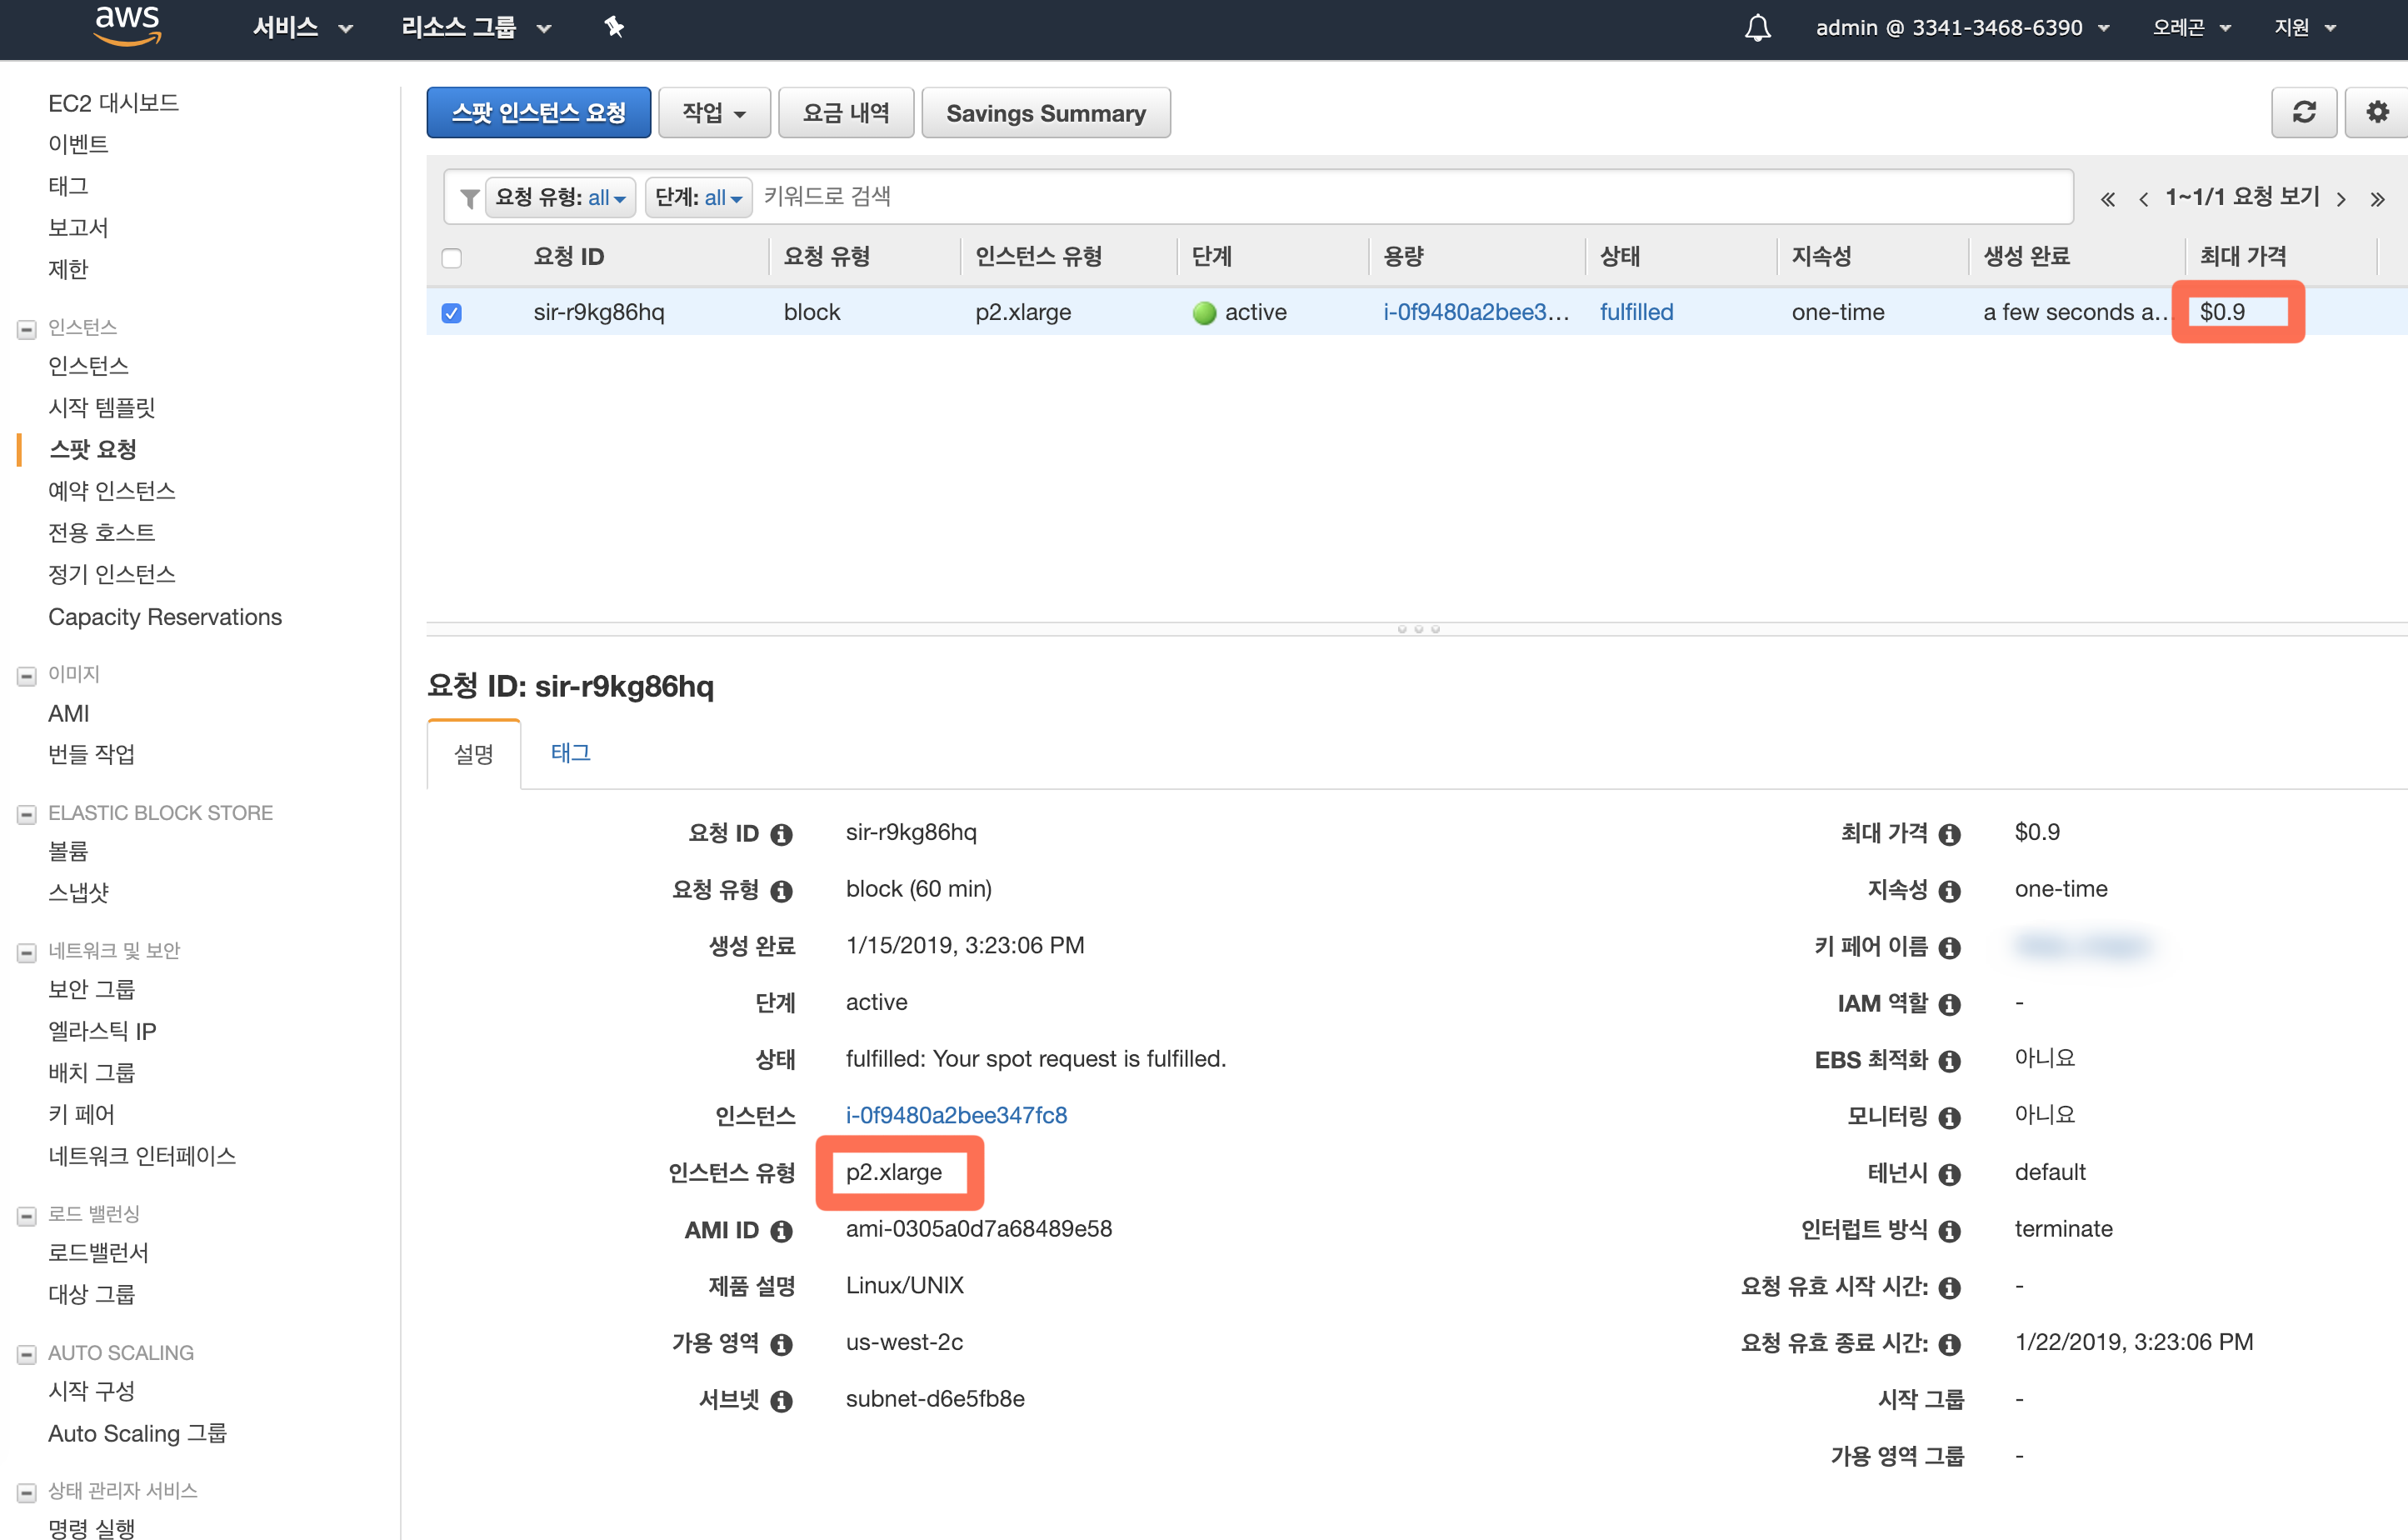 aws 서비스 리소스 그룹 admin @ 3341-3468-6390 오레곤 지원
EC2 대시보드
이벤트
태그
보고서
제한
인스턴스
인스턴스
시작 템플릿
스팟 요청
예약 인스턴스
전용 호스트
정기 인스턴스
Capacity Reservations
이미지
AMI
번들 작업
ELASTIC BLOCK STORE
볼륨
스냅샷
네트워크 및 보안
보안 그룹
엘라스틱 IP
배치 그룹
키 페어
네트워크 인터페이스
로드 밸런싱
로드밸런서
대상 그룹
AUTO SCALING
시작 구성
Auto Scaling 그룹
상태 관리자 서비스
명령 실행
스팟 인스턴스 요청 작업 요금 내역 Savings Summary
요청 유형: all 단계: all 키워드로 검색 1~1/1 요청 보기
요청 ID 요청 유형 인스턴스 유형 단계 용량 상태 지속성 생성 완료 최대 가격
sir-r9kg86hq block p2.xlarge active i-0f9480a2bee3... fulfilled one-time a few seconds a... $0.9
요청 ID: sir-r9kg86hq
설명 태그
요청 ID sir-r9kg86hq
요청 유형 block (60 min)
생성 완료 1/15/2019, 3:23:06 PM
단계 active
상태 fulfilled: Your spot request is fulfilled.
인스턴스 i-0f9480a2bee347fc8
인스턴스 유형 p2.xlarge
AMI ID ami-0305a0d7a68489e58
제품 설명 Linux/UNIX
가용 영역 us-west-2c
서브넷 subnet-d6e5fb8e
최대 가격 $0.9
지속성 one-time
키 페어 이름
IAM 역할 -
EBS 최적화 아니요
모니터링 아니요
테넌시 default
인터럽트 방식 terminate
요청 유효 시작 시간: -
요청 유효 종료 시간: 1/22/2019, 3:23:06 PM
시작 그룹 -
가용 영역 그룹 -